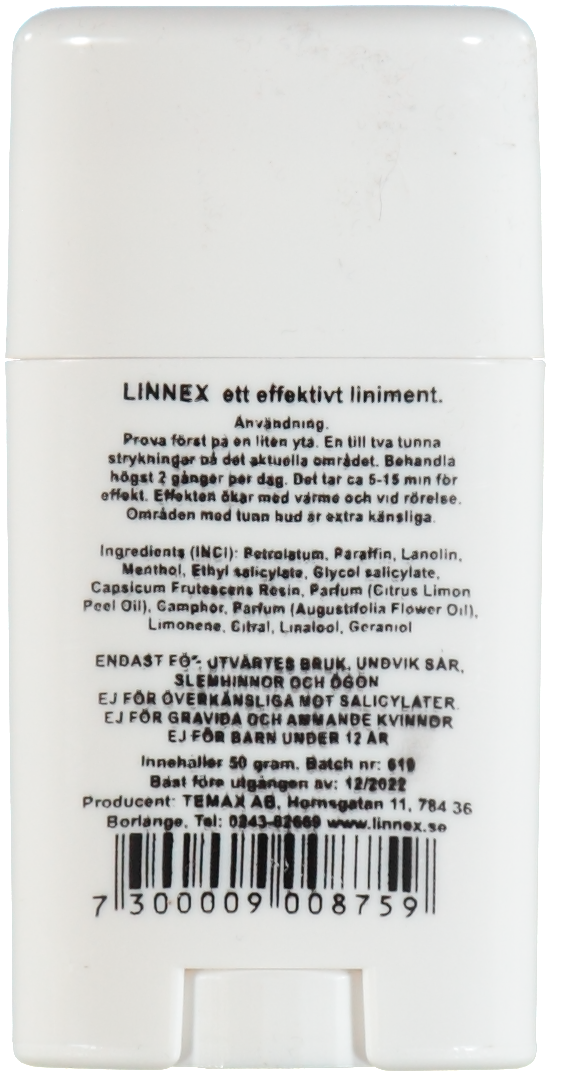 LINNEX ett effektivt liniment.
Användning.
Prova först på en liten yta. En till två tunna
strykningar på det aktuella området. Behandla
högst 2 gånger per dag. Det tar ca 5-15 min för
effekt. Effekten ökar med värme och vid rörelse.
Områden med tunn hud är extra känsliga.
Ingredients (INCI): Petrolatum, Paraffin, Lanolin,
Menthol, Ethyl salicylate, Glycol salicylate,
Capsicum Frutescens Resin, Parfum (Citrus Limon
Peel Oil), Camphor, Parfum (Augustifolia Flower Oil),
Limonene, Citral, Linalool, Geraniol
ENDAST FÖR UTVÄRTES BRUK, UNDVIK SÅR,
SLEMHINNOR OCH ÖGON
EJ FÖR ÖVERKÄNSLIGA MOT SALICYLATER.
EJ FÖR GRAVIDA OCH AMMANDE KVINNOR
EJ FÖR BARN UNDER 12 ÅR
Innehåller 50 gram. Batch nr: 619
Bäst före utgången av: 12/2022
Producent: TEMAX AB, Hornsgatan 11, 784 36
Borlänge, Tel: www.linnex.se
7 300009 008759